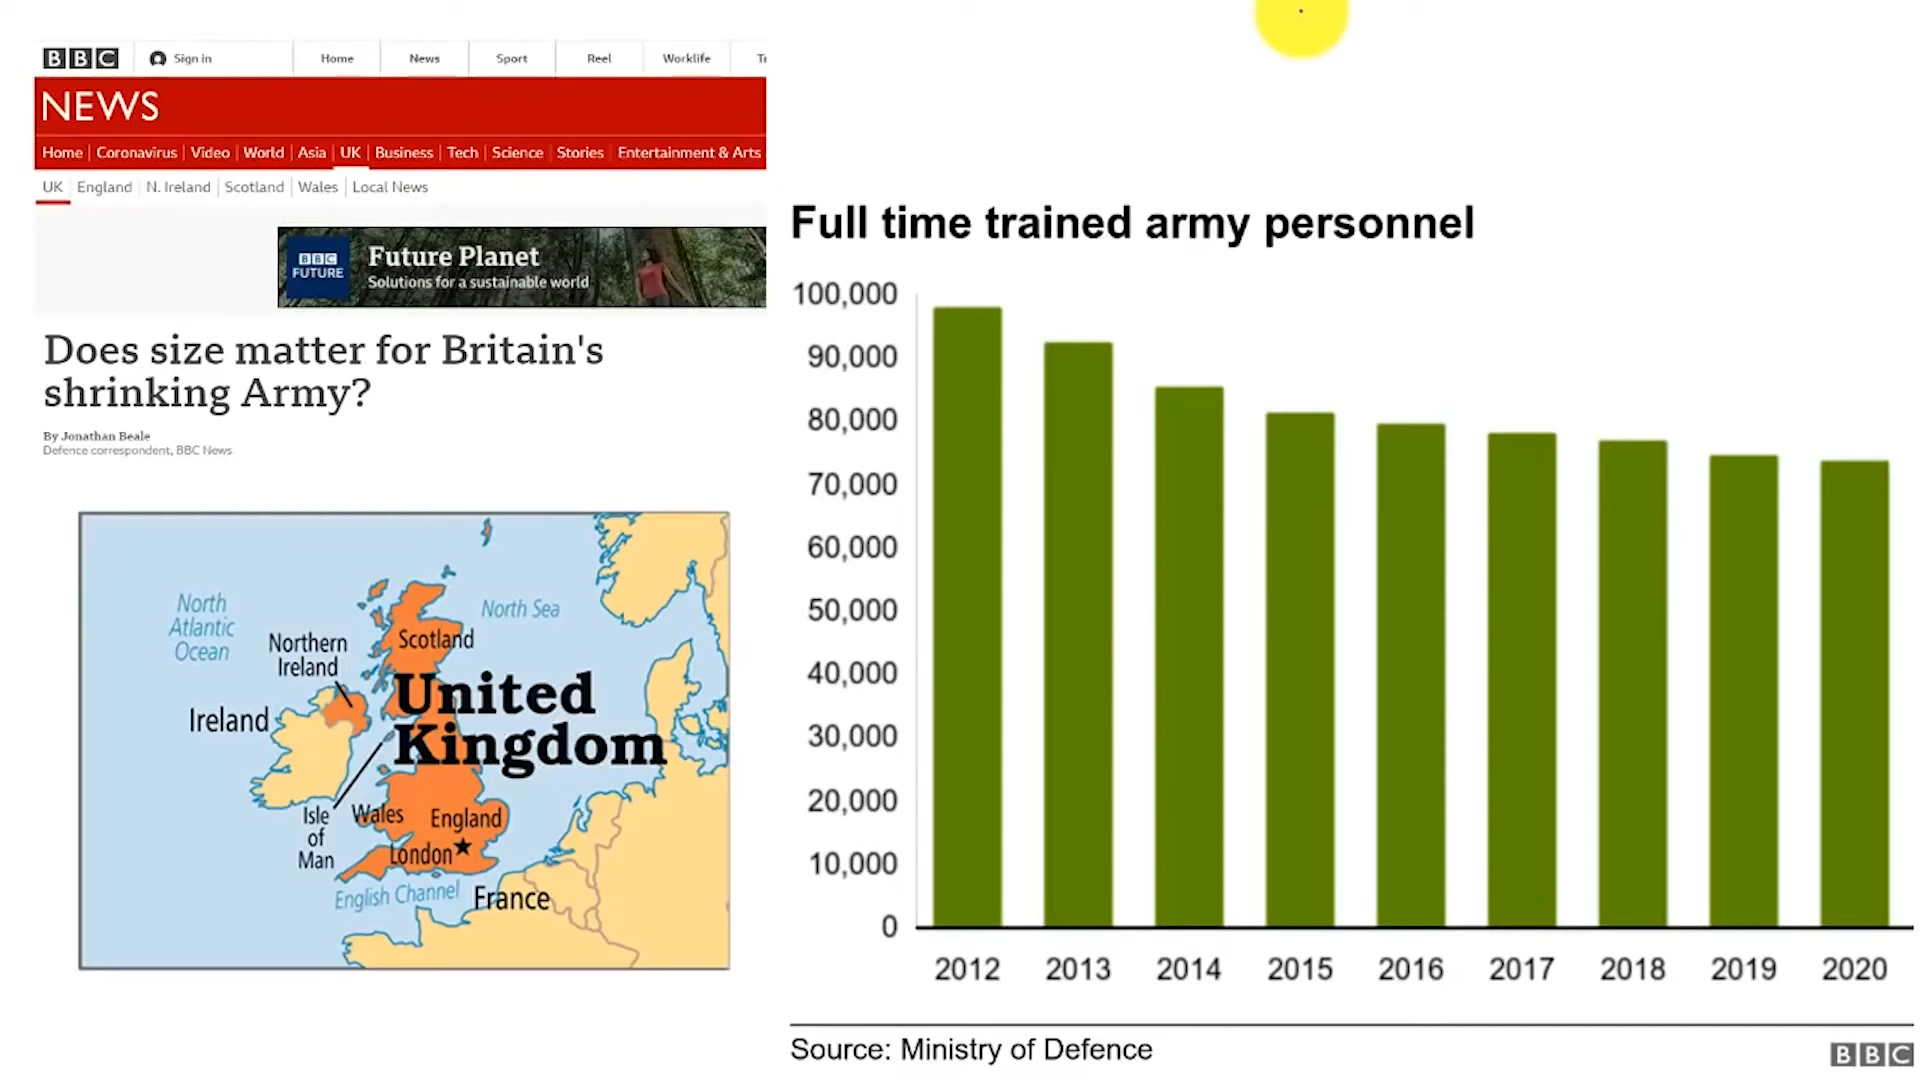 BBC
Sign in
Home
News
Sport
Reel
Worklife
NEWS
Home
Coronavirus
Video
World
Asia
UK
Business
Tech
Science
Stories
Entertainment & Arts
UK
England
N. Ireland
Scotland
Wales
Local News
BBC
FUTURE
Future Planet
Solutions for a sustainable world
Does size matter for Britain's
shrinking Army?
By Jonathan Beale
Defence correspondent, BBC News
North
Atlantic
Ocean
North Sea
Northern
Ireland
Scotland
United
Kingdom
Ireland
Isle
of
Man
Wales
England
London
English Channel
France
Full time trained army personnel
100,000
90,000
80,000
70,000
60,000
50,000
40,000
30,000
20,000
10,000
0
2012
2013
2014
2015
2016
2017
2018
2019
2020
Source: Ministry of Defence
BBC